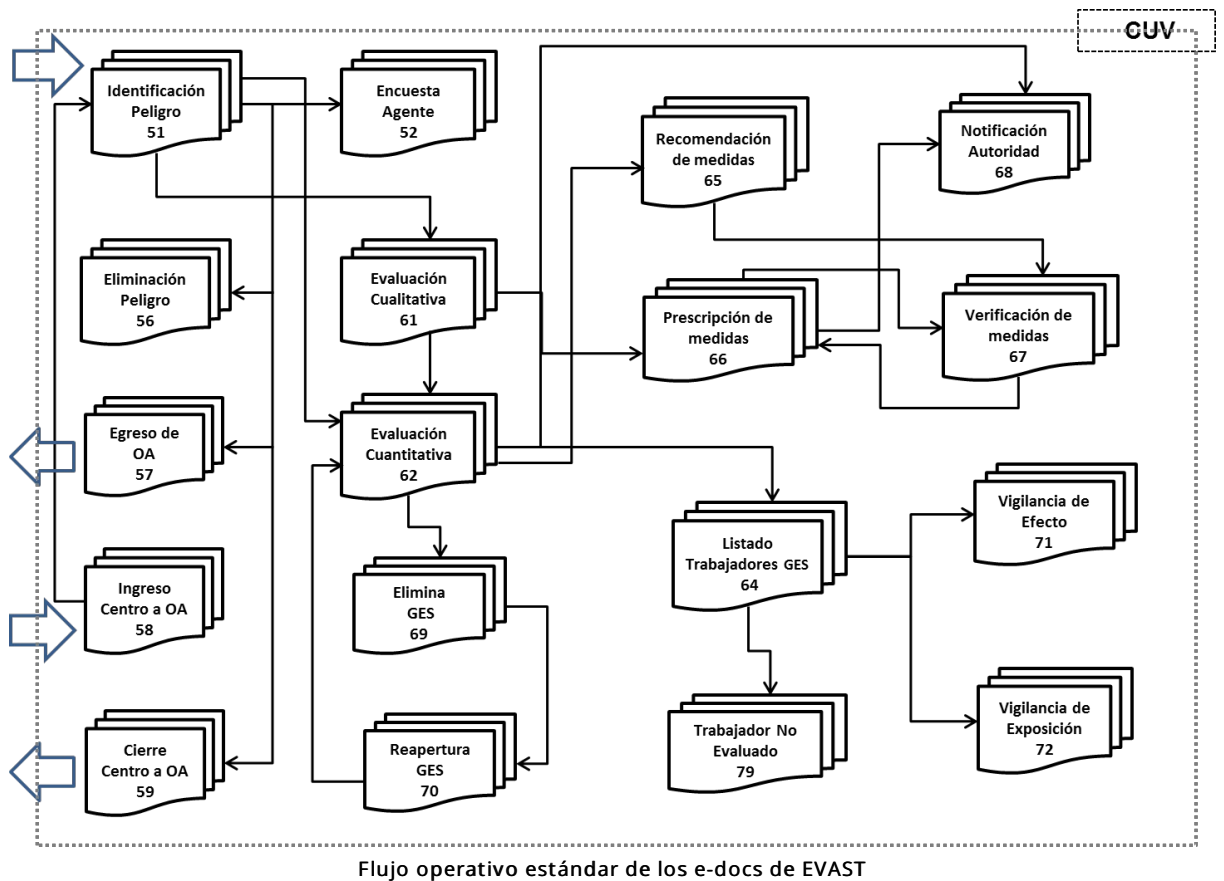 CUV
Identificación
Peligro
51
Encuesta
Agente
52
Recomendación
de medidas
65
Notificación
Autoridad
68
Eliminación
Peligro
56
Evaluación
Cualitativa
61
Prescripción de
medidas
66
Verificación de
medidas
67
Egreso de
OA
57
Evaluación
Cuantitativa
62
Vigilancia de
Efecto
71
Listado
Trabajadores GES
64
Ingreso
Centro a OA
58
Elimina
GES
69
Cierre
Centro a OA
59
Reapertura
GES
70
Trabajador No
Evaluado
79
Vigilancia de
Exposición
72
Flujo operativo estándar de los e-docs de EVAST